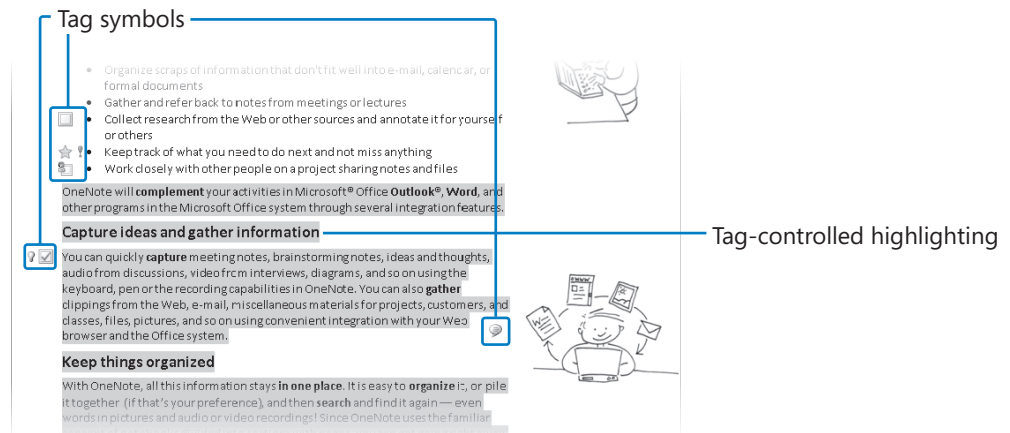 Tag symbols
• Organize scraps of information that don't fit well into e-mail, calendar, or
formal documents
• Gather and refer back to notes from meetings or lectures
• Collect research from the Web or other sources and annotate it for yourself
or others
• Keep track of what you need to do next and not miss anything
• Work closely with other people on a project sharing notes and files
OneNote will complement your activities in Microsoft® Office Outlook®, Word, and
other programs in the Microsoft Office system through several integration features.
Capture ideas and gather information
Tag-controlled highlighting
You can quickly capture meeting notes, brainstorming notes, ideas and thoughts,
audio from discussions, video from interviews, diagrams, and so on using the
keyboard, pen or the recording capabilities in OneNote. You can also gather
clippings from the Web, e-mail, miscellaneous materials for projects, customers, and
classes, files, pictures, and so on using convenient integration with your Web
browser and the Office system.
Keep things organized
With OneNote, all this information stays in one place. It is easy to organize it, or pile
it together (if that's your preference), and then search and find it again — even
words in pictures and audio or video recordings! Since OneNote uses the familiar